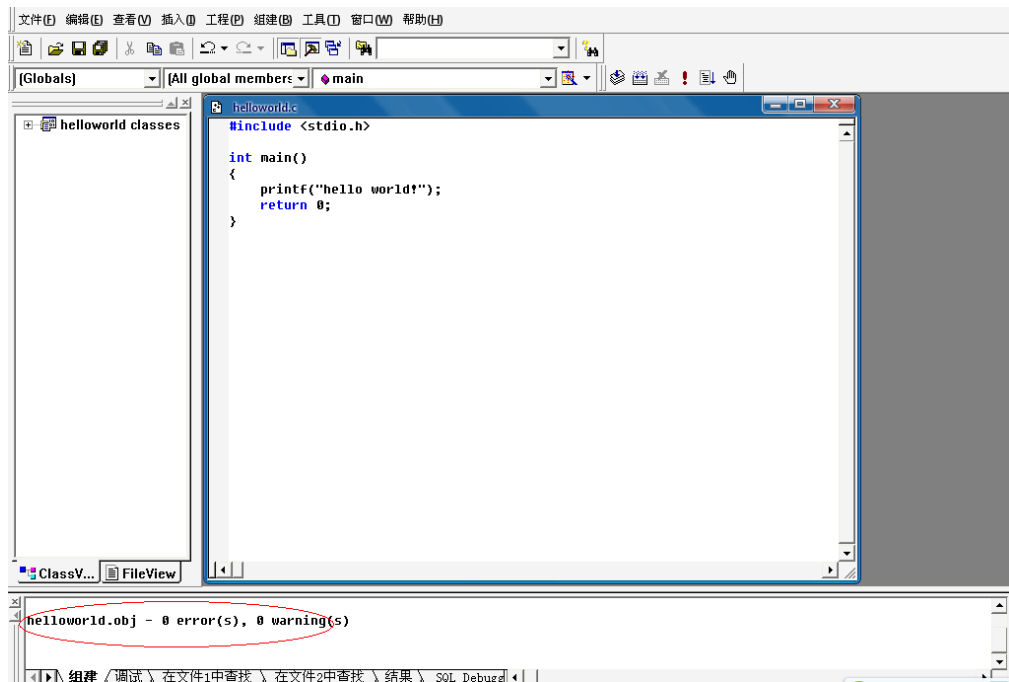 文件(F) 编辑(E) 查看(V) 插入(I) 工程(P) 组建(B) 工具(T) 窗口(W) 帮助(H)
(Globals) (All global members main
helloworld classes
helloworld.c
#include <stdio.h>
int main()
{
printf("hello world!");
return 0;
}
ClassV... FileView
helloworld.obj - 0 error(s), 0 warning(s)
组建 调试 在文件1中查找 在文件2中查找 结果 SQL Debugg